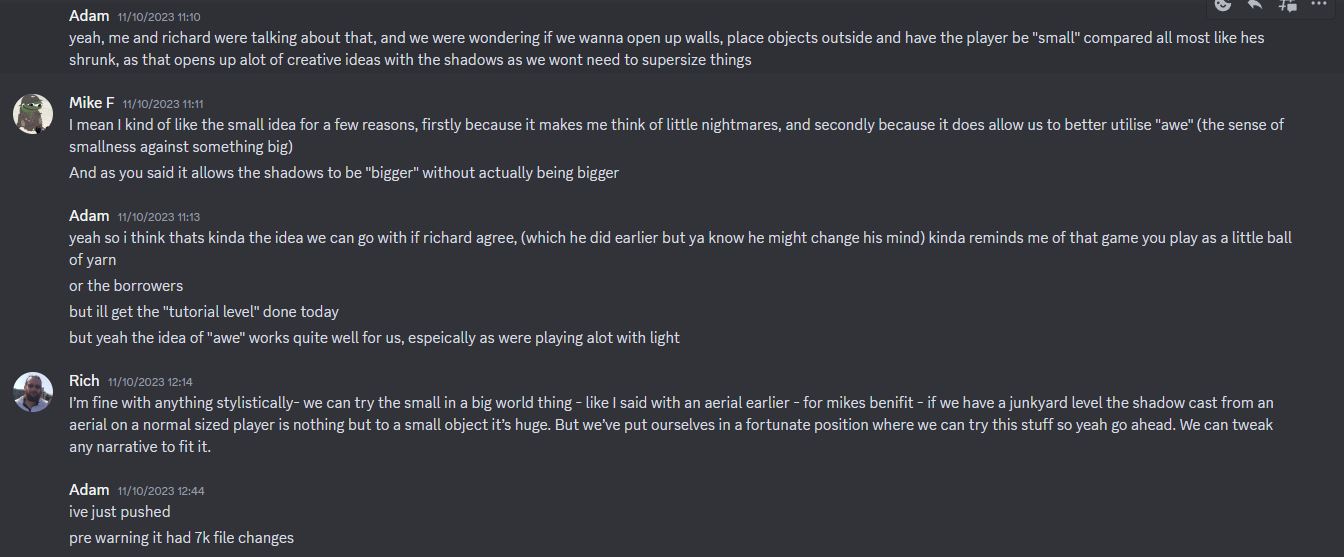 Adam 11/10/2023 11:10
yeah, me and richard were talking about that, and we were wondering if we wanna open up walls, place objects outside and have the player be "small" compared all most like hes
shrunk, as that opens up alot of creative ideas with the shadows as we wont need to supersize things
Mike F 11/10/2023 11:11
I mean I kind of like the small idea for a few reasons, firstly because it makes me think of little nightmares, and secondly because it does allow us to better utilise "awe" (the sense of
smallness against something big)
And as you said it allows the shadows to be "bigger" without actually being bigger
Adam 11/10/2023 11:13
yeah so i think thats kinda the idea we can go with if richard agree, (which he did earlier but ya know he might change his mind) kinda reminds me of that game you play as a little ball
of yarn
or the borrowers
but ill get the "tutorial level" done today
but yeah the idea of "awe" works quite well for us, espeically as were playing alot with light
Rich 11/10/2023 12:14
I'm fine with anything stylistically- we can try the small in a big world thing - like I said with an aerial earlier - for mikes benifit - if we have a junkyard level the shadow cast from an
aerial on a normal sized player is nothing but to a small object it's huge. But we've put ourselves in a fortunate position where we can try this stuff so yeah go ahead. We can tweak
any narrative to fit it.
Adam 11/10/2023 12:44
ive just pushed
pre warning it had 7k file changes